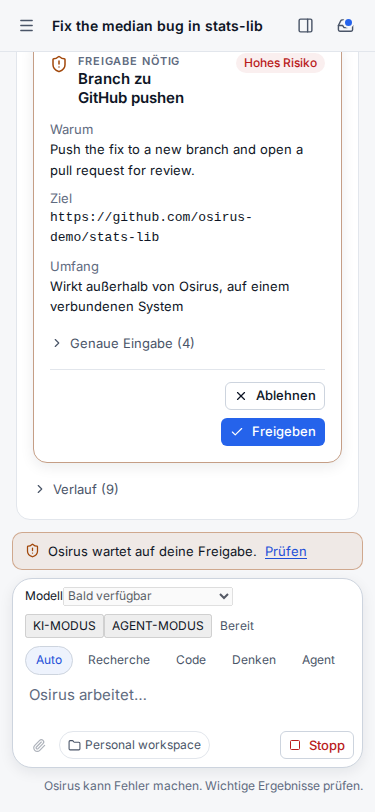 Fix the median bug in stats-lib
FREIGABE NÖTIG
Hohes Risiko
Branch zu
GitHub pushen
Warum
Push the fix to a new branch and open a
pull request for review.
Ziel
https://github.com/osirus-
demo/stats-lib
Umfang
Wirkt außerhalb von Osirus, auf einem
verbundenen System
Genaue Eingabe (4)
Ablehnen
Freigeben
Verlauf (9)
Osirus wartet auf deine Freigabe. Prüfen
Modell Bald verfügbar
KI-MODUS AGENT-MODUS Bereit
Auto Recherche Code Denken Agent
Osirus arbeitet...
Personal workspace Stopp
Osirus kann Fehler machen. Wichtige Ergebnisse prüfen.